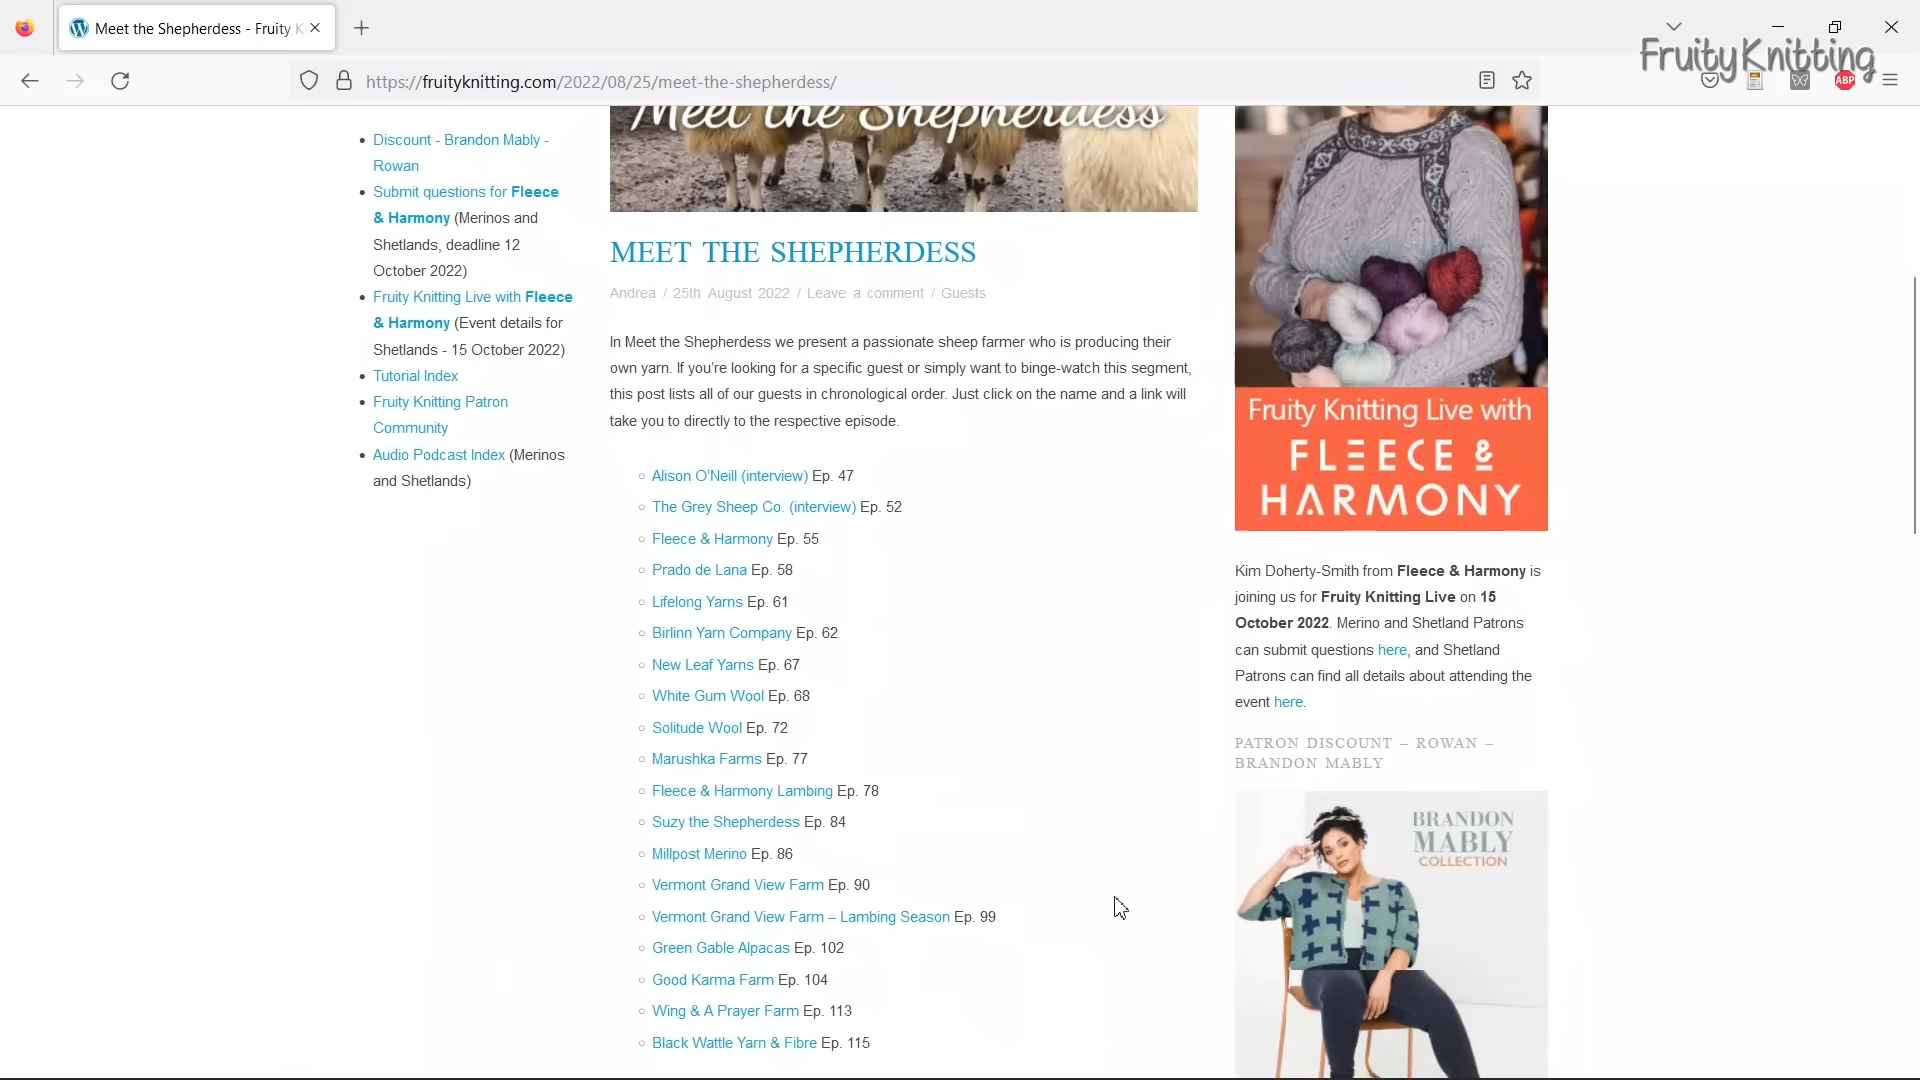 Meet the Shepherdess - Fruity K
FruityKnitting
https://fruityknitting.com/2022/08/25/meet-the-shepherdess/
ABP
Discount - Brandon Mably -
Rowan
Submit questions for Fleece
& Harmony (Merinos and
Shetlands, deadline 12
October 2022)
Fruity Knitting Live with Fleece
& Harmony (Event details for
Shetlands - 15 October 2022)
Tutorial Index
Fruity Knitting Patron
Community
Audio Podcast Index (Merinos
and Shetlands)
Meet the Shepherdess
MEET THE SHEPHERDESS
Andrea / 25th August 2022 / Leave a comment / Guests
In Meet the Shepherdess we present a passionate sheep farmer who is producing their
own yarn. If you're looking for a specific guest or simply want to binge-watch this segment,
this post lists all of our guests in chronological order. Just click on the name and a link will
take you to directly to the respective episode.
Alison O'Neill (interview) Ep. 47
The Grey Sheep Co. (interview) Ep. 52
Fleece & Harmony Ep. 55
Prado de Lana Ep. 58
Lifelong Yarns Ep. 61
Birlinn Yarn Company Ep. 62
New Leaf Yarns Ep. 67
White Gum Wool Ep. 68
Solitude Wool Ep. 72
Marushka Farms Ep. 77
Fleece & Harmony Lambing Ep. 78
Suzy the Shepherdess Ep. 84
Millpost Merino Ep. 86
Vermont Grand View Farm Ep. 90
Vermont Grand View Farm – Lambing Season Ep. 99
Green Gable Alpacas Ep. 102
Good Karma Farm Ep. 104
Wing & A Prayer Farm Ep. 113
Black Wattle Yarn & Fibre Ep. 115
Fruity Knitting Live with
FLEECE &
HARMONY
Kim Doherty-Smith from Fleece & Harmony is
joining us for Fruity Knitting Live on 15
October 2022. Merino and Shetland Patrons
can submit questions here, and Shetland
Patrons can find all details about attending the
event here.
PATRON DISCOUNT – ROWAN –
BRANDON MABLY
BRANDON
MABLY
COLLECTION